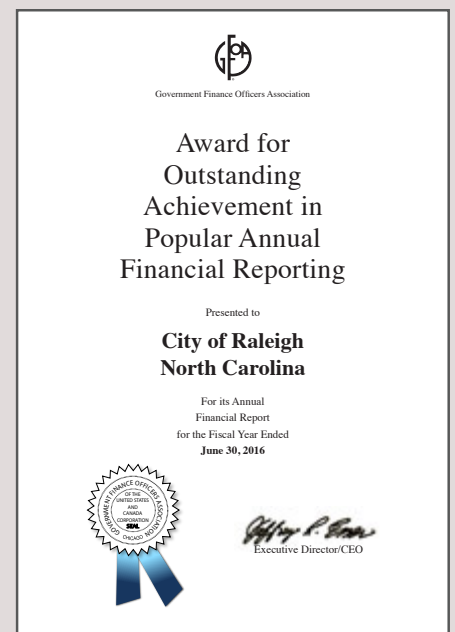 GFOA
Government Finance Officers Association
Award for
Outstanding
Achievement in
Popular Annual
Financial Reporting
Presented to
City of Raleigh
North Carolina
For its Annual
Financial Report
for the Fiscal Year Ended
June 30, 2016
GOVERNMENT FINANCE OFFICERS ASSOCIATION
OF THE
UNITED STATES
AND
CANADA
CORPORATION
SEAL
CHICAGO
Executive Director/CEO